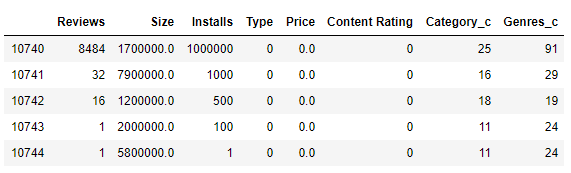 Reviews Size Installs Type Price Content Rating Category_c Genres_c
10740 8484 1700000.0 1000000 0 0.0 0 25 91
10741 32 7900000.0 1000 0 0.0 0 16 29
10742 16 1200000.0 500 0 0.0 0 18 19
10743 1 2000000.0 100 0 0.0 0 11 24
10744 1 5800000.0 1 0 0.0 0 11 24